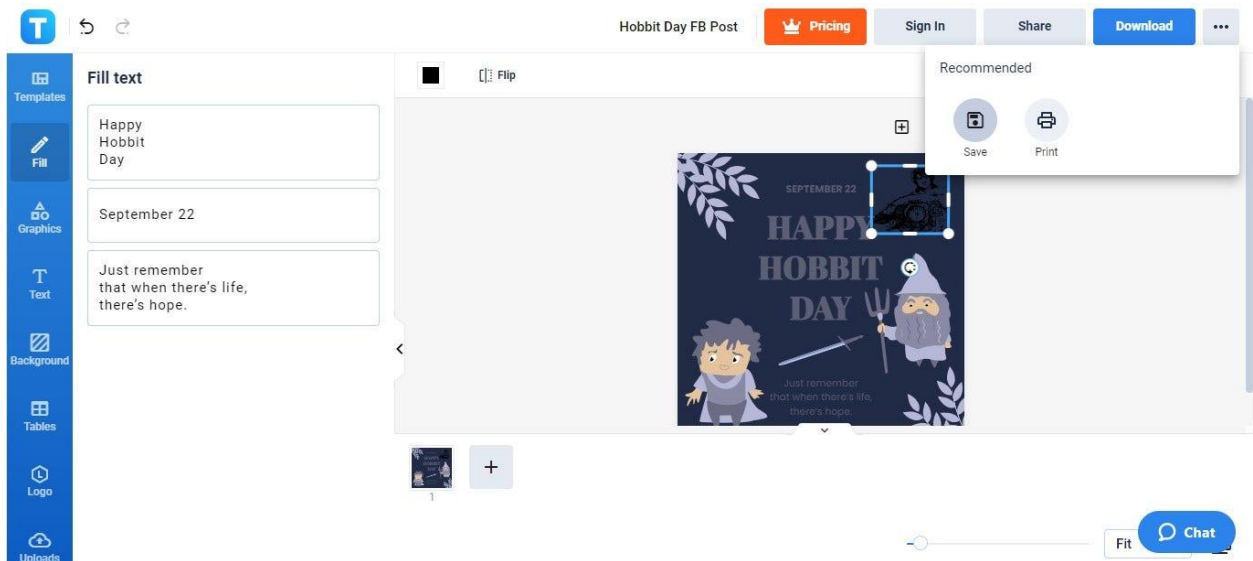 T
Hobbit Day FB Post
Pricing
Sign In
Share
Download
Templates
Fill
Graphics
Text
Background
Tables
Logo
Uploads
Fill text
Happy
Hobbit
Day
September 22
Just remember
that when there's life,
there's hope.
Flip
Recommended
Save
Print
SEPTEMBER 22
HAPPY
HOBBIT
DAY
Just remember
that when there's life,
there's hope.
1
Fit
Chat